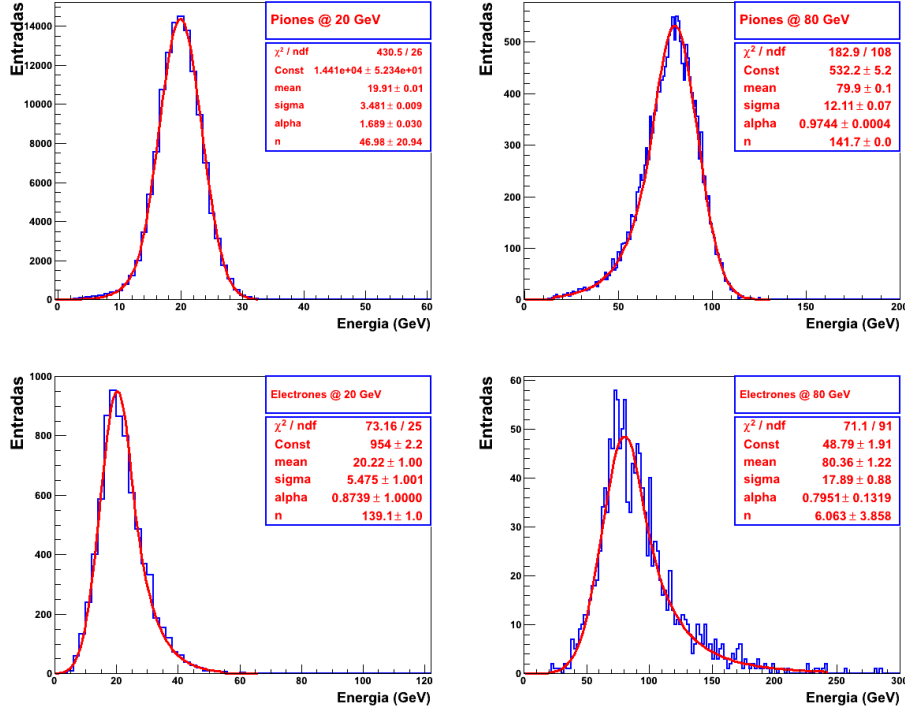 Entradas
14000
12000
10000
8000
6000
4000
2000
0
0 10 20 30 40 50 60
Energia (GeV)
Piones @ 20 GeV
χ² / ndf 430.5 / 26
Const 1.441e+04 ± 5.234e+01
mean 19.91 ± 0.01
sigma 3.481 ± 0.009
alpha 1.689 ± 0.030
n 46.98 ± 20.94
Entradas
500
400
300
200
100
0
0 50 100 150 200
Energia (GeV)
Piones @ 80 GeV
χ² / ndf 182.9 / 108
Const 532.2 ± 5.2
mean 79.9 ± 0.1
sigma 12.11 ± 0.07
alpha 0.9744 ± 0.0004
n 141.7 ± 0.0
Entradas
1000
800
600
400
200
0
0 20 40 60 80 100 120
Energia (GeV)
Electrones @ 20 GeV
χ² / ndf 73.16 / 25
Const 954 ± 2.2
mean 20.22 ± 1.00
sigma 5.475 ± 1.001
alpha 0.8739 ± 1.0000
n 139.1 ± 1.0
Entradas
60
50
40
30
20
10
0
0 50 100 150 200 250 300
Energia (GeV)
Electrones @ 80 GeV
χ² / ndf 71.1 / 91
Const 48.79 ± 1.91
mean 80.36 ± 1.22
sigma 17.89 ± 0.88
alpha 0.7951 ± 0.1319
n 6.063 ± 3.858